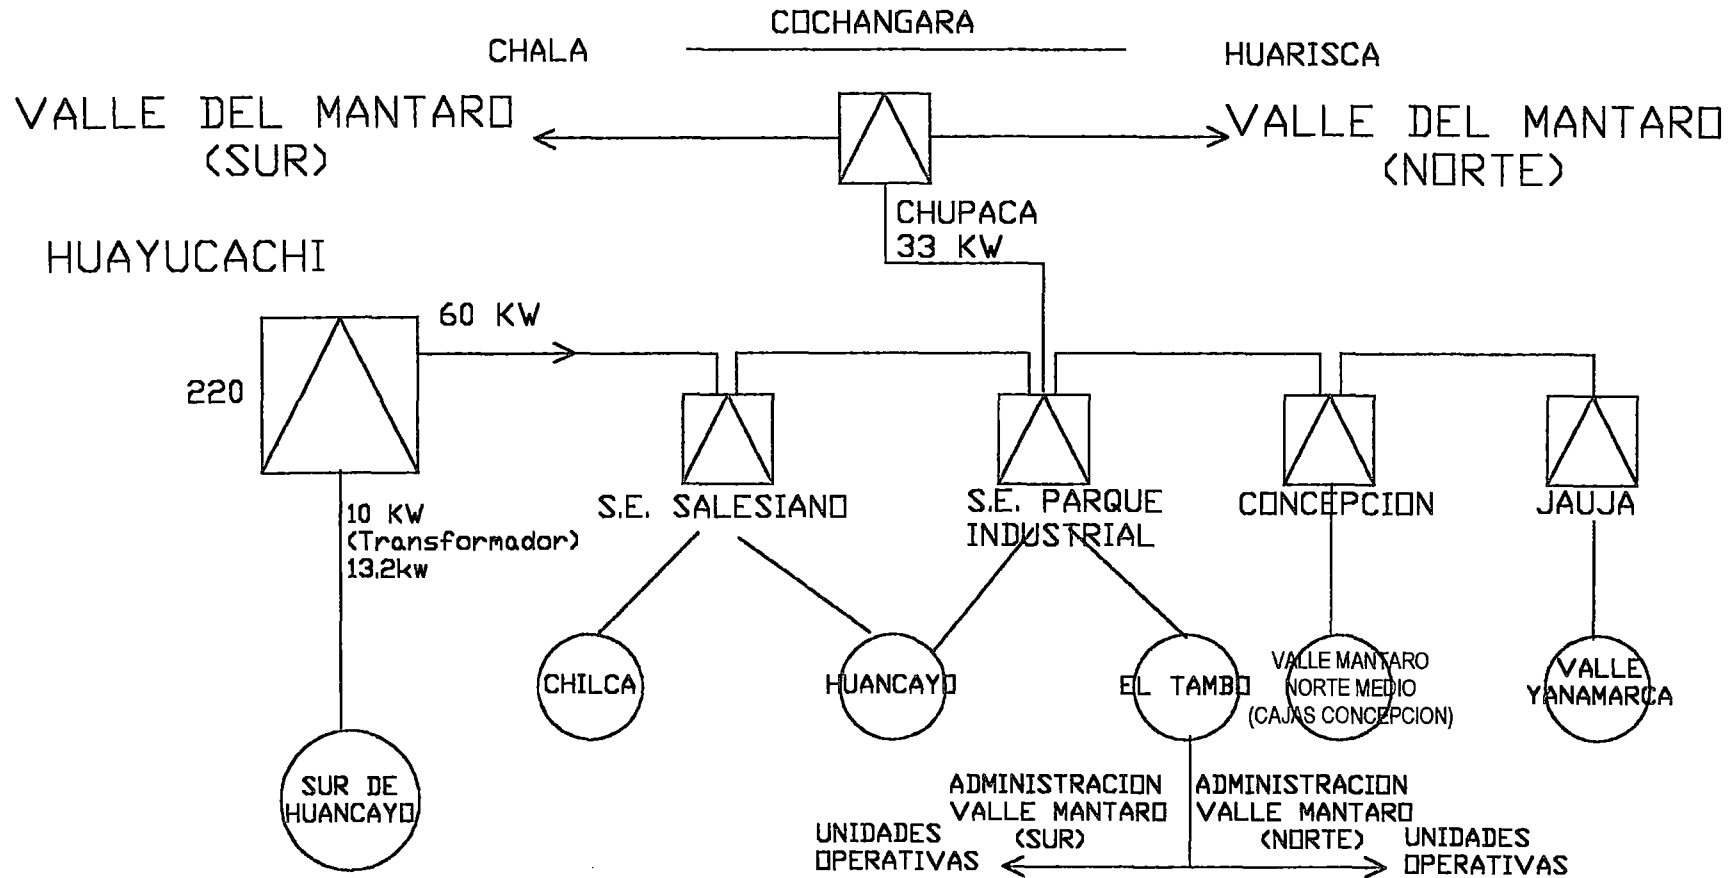 COCHANGARA
CHALA
HUARISCA
VALLE DEL MANTARO
(SUR)
VALLE DEL MANTARO
(NORTE)
CHUPACA
33 KW
HUAYUCACHI
60 KW
220
S.E. SALESIANO
S.E. PARQUE
INDUSTRIAL
CONCEPCION
JAUJA
10 KW
(Transformador)
13.2kw
CHILCA
HUANCAYO
EL TAMBO
VALLE MANTARO
NORTE MEDIO
(CAJAS CONCEPCION)
VALLE
YANAMARCA
SUR DE
HUANCAYO
ADMINISTRACION
VALLE MANTARO
(SUR)
ADMINISTRACION
VALLE MANTARO
(NORTE)
UNIDADES
OPERATIVAS
UNIDADES
OPERATIVAS